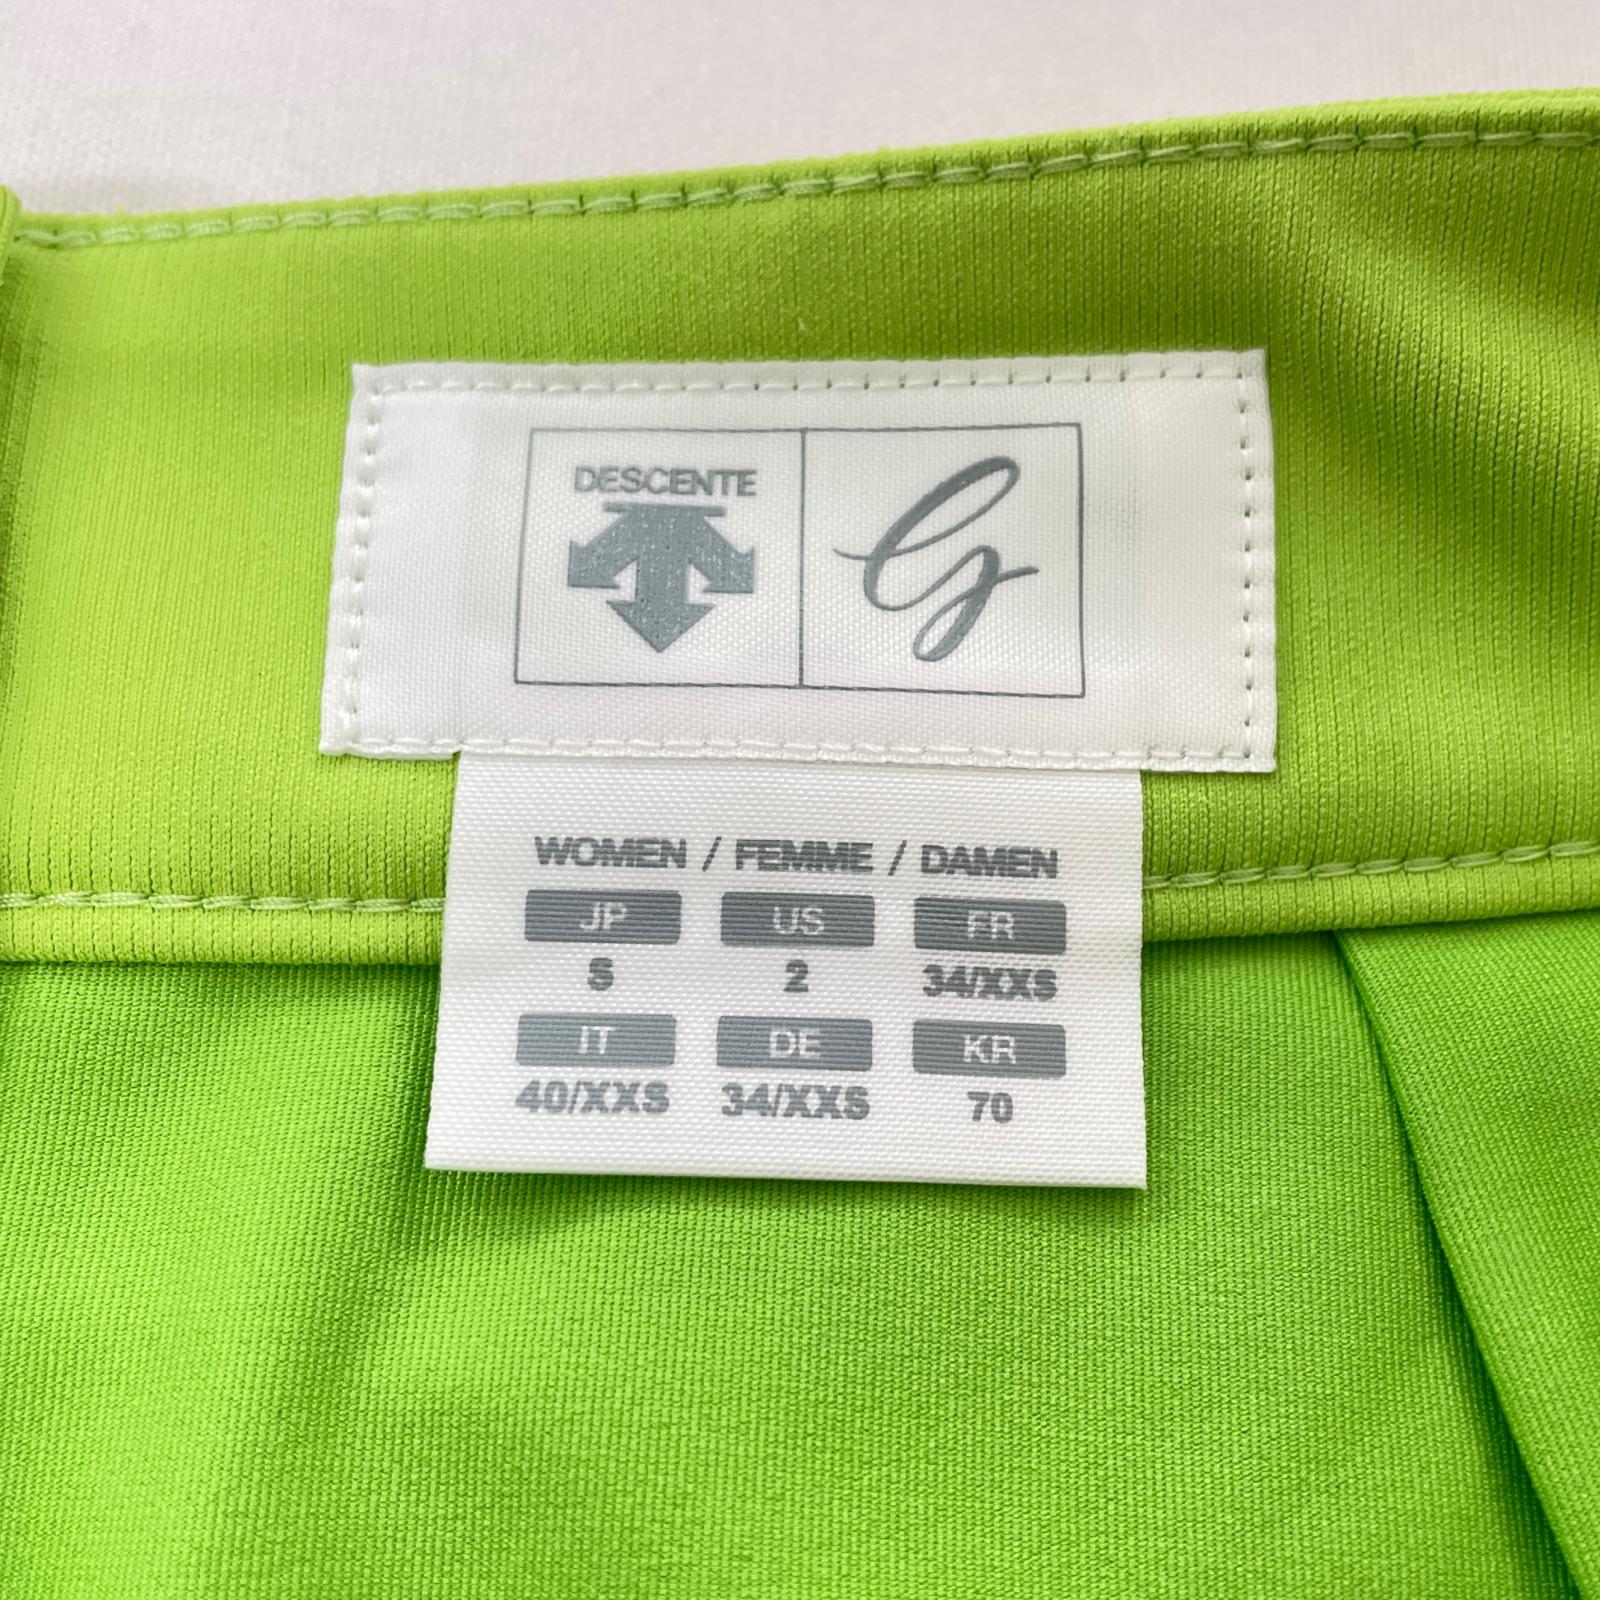 DESCENTE
WOMEN / FEMME / DAMEN
JP US FR
S 2 34/XXS
IT DE KR
40/XXS 34/XXS 70